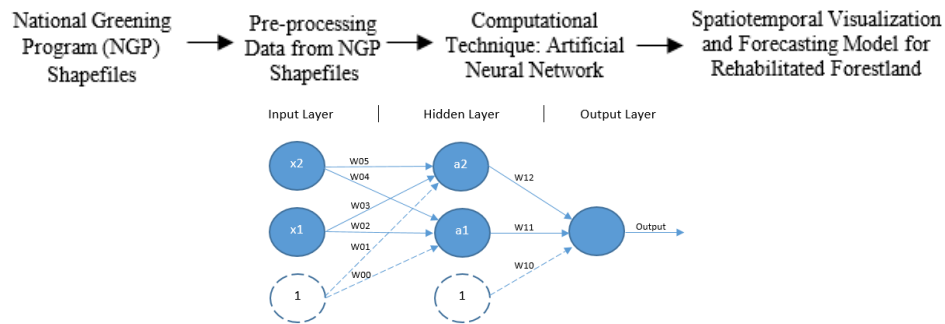 National Greening
Program (NGP)
Shapefiles
Pre-processing
Data from NGP
Shapefiles
Computational
Technique: Artificial
Neural Network
Spatiotemporal Visualization
and Forecasting Model for
Rehabilitated Forestland
Input Layer
Hidden Layer
Output Layer
x2
W05
W04
a2
W12
x1
W03
W02
W01
a1
W11
Output
1
W00
1
W10